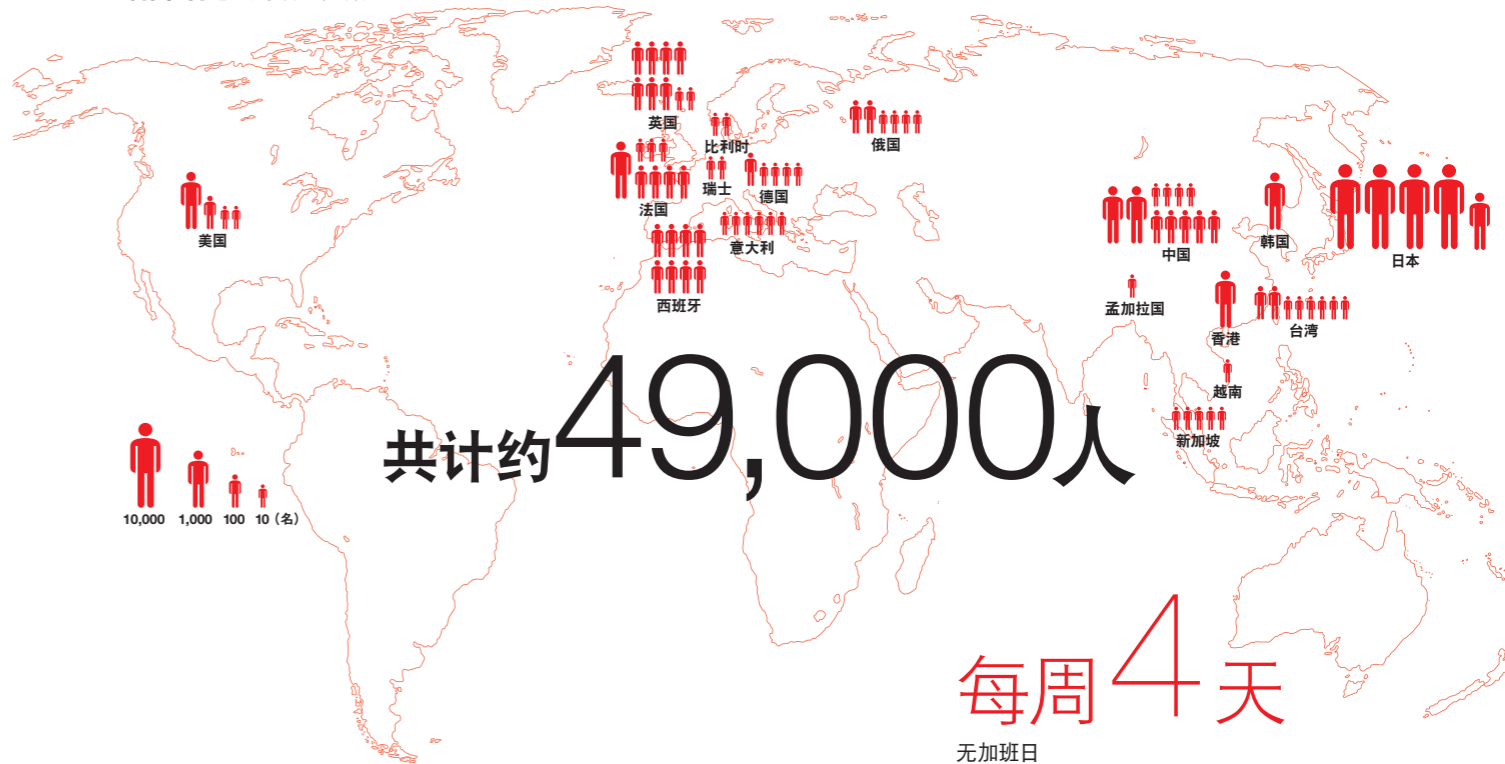 英国
比利时
俄国
瑞士
德国
法国
美国
意大利
西班牙
中国
韩国
日本
孟加拉国
香港
台湾
越南
新加坡
共计约49,000人
10,000 1,000 100 10（名）
每周4天
无加班日